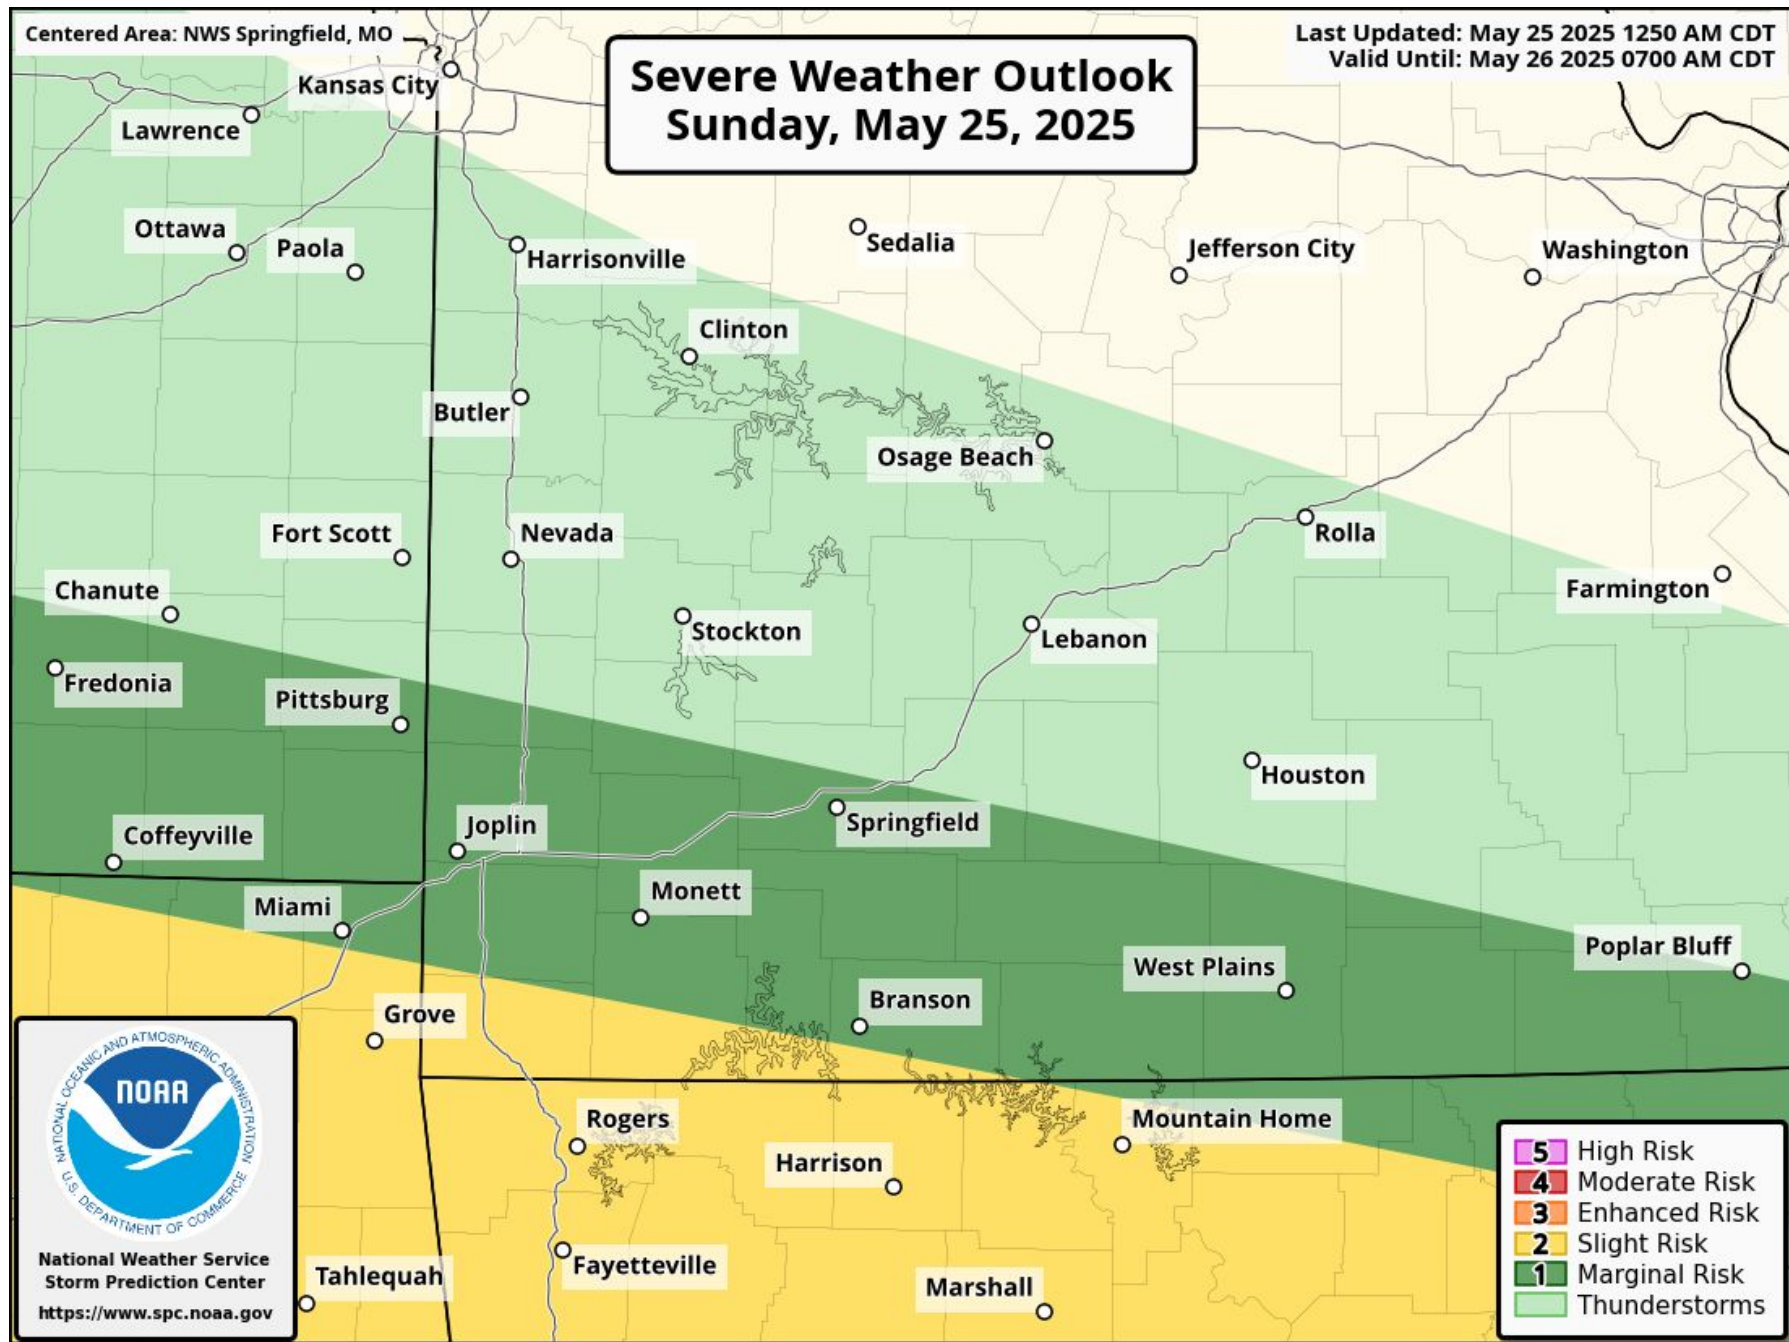 Centered Area: NWS Springfield, MO
Last Updated: May 25 2025 1250 AM CDT
Valid Until: May 26 2025 0700 AM CDT
Severe Weather Outlook
Sunday, May 25, 2025
Kansas City
Lawrence
Ottawa
Paola
Harrisonville
Sedalia
Jefferson City
Washington
Clinton
Butler
Osage Beach
Fort Scott
Nevada
Rolla
Chanute
Farmington
Stockton
Lebanon
Fredonia
Pittsburg
Houston
Coffeyville
Joplin
Springfield
Miami
Monett
Poplar Bluff
West Plains
Branson
Grove
Rogers
Mountain Home
Harrison
Fayetteville
Tahlequah
Marshall
NATIONAL OCEANIC AND ATMOSPHERIC ADMINISTRATION
NOAA
U.S. DEPARTMENT OF COMMERCE
National Weather Service
Storm Prediction Center
https://www.spc.noaa.gov
5 High Risk
4 Moderate Risk
3 Enhanced Risk
2 Slight Risk
1 Marginal Risk
Thunderstorms